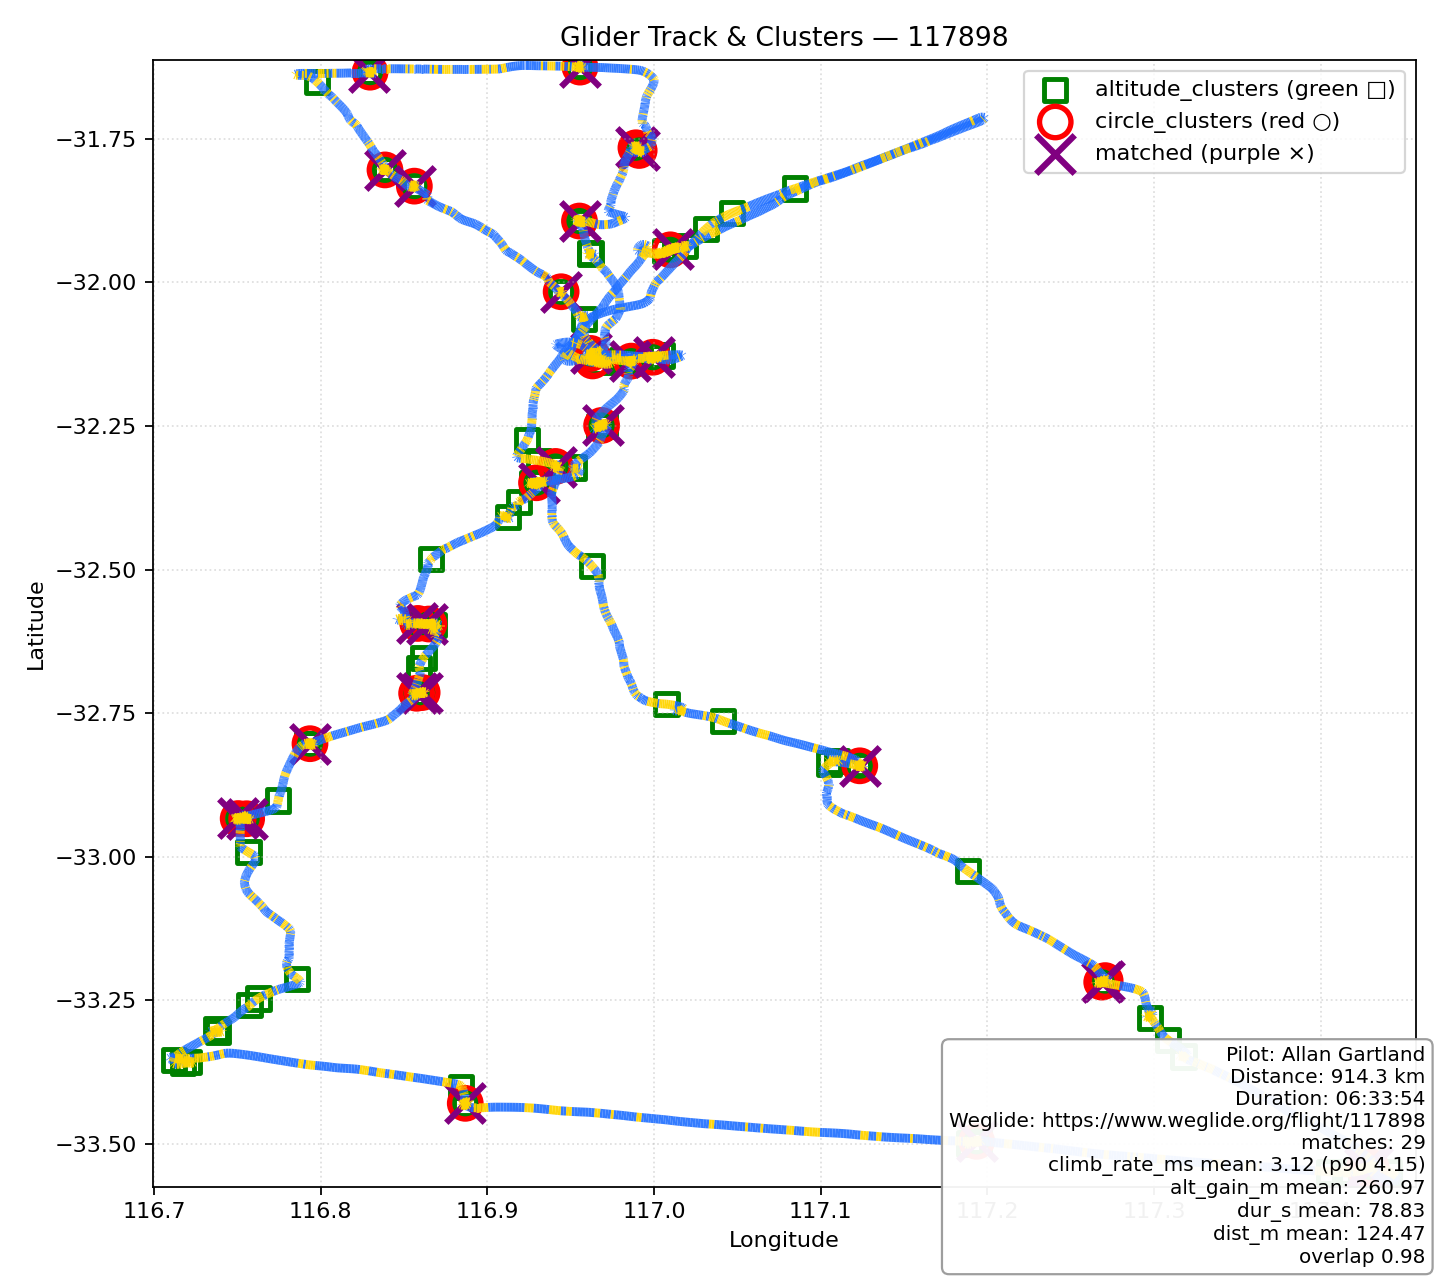 Glider Track & Clusters — 117898
altitude_clusters (green □)
circle_clusters (red ○)
matched (purple ×)
Latitude
−31.75
−32.00
−32.25
−32.50
−32.75
−33.00
−33.25
−33.50
116.7
116.8
116.9
117.0
117.1
117.2
117.3
Longitude
Pilot: Allan Gartland
Distance: 914.3 km
Duration: 06:33:54
Weglide: https://www.weglide.org/flight/117898
matches: 29
climb_rate_ms mean: 3.12 (p90 4.15)
alt_gain_m mean: 260.97
dur_s mean: 78.83
dist_m mean: 124.47
overlap 0.98